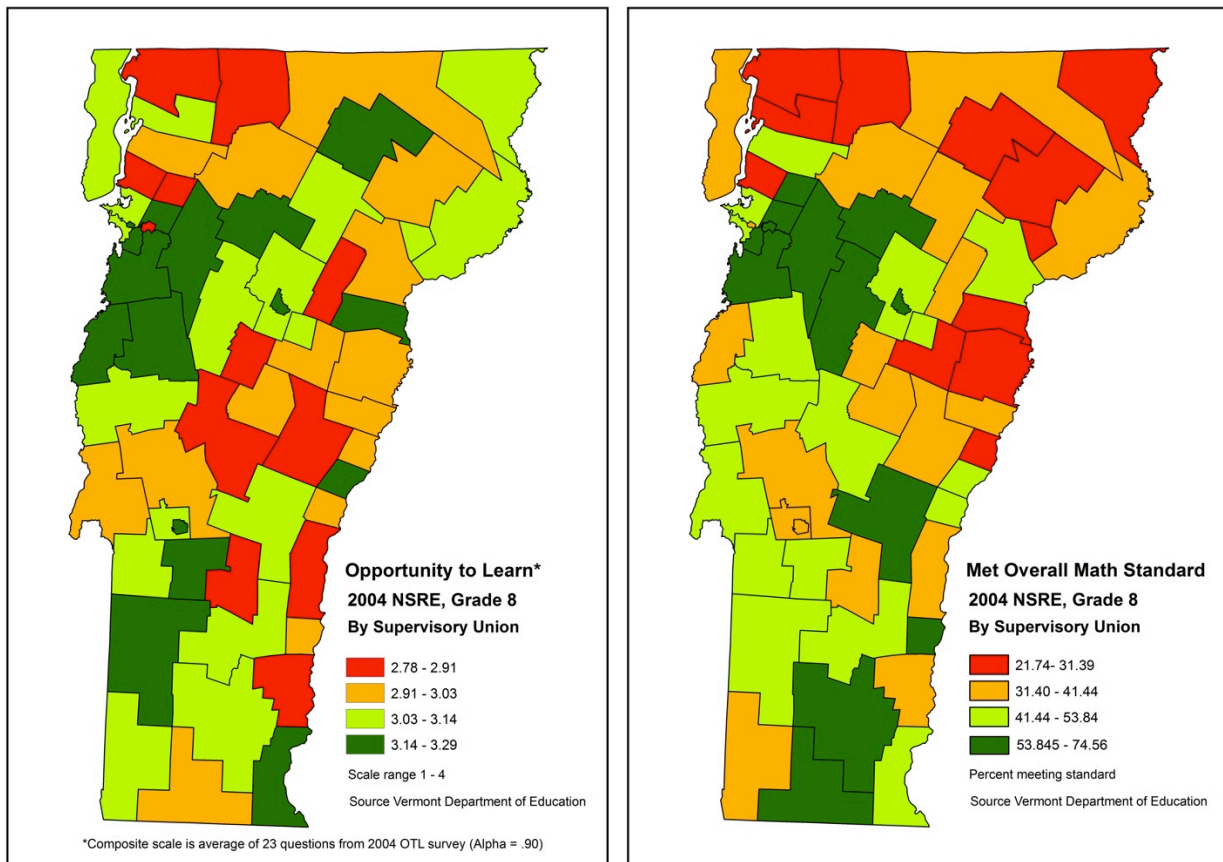 Opportunity to Learn*
2004 NSRE, Grade 8
By Supervisory Union
2.78 - 2.91
2.91 - 3.03
3.03 - 3.14
3.14 - 3.29
Scale range 1 - 4
Source Vermont Department of Education
*Composite scale is average of 23 questions from 2004 OTL survey (Alpha = .90)
Met Overall Math Standard
2004 NSRE, Grade 8
By Supervisory Union
21.74- 31.39
31.40 - 41.44
41.44 - 53.84
53.845 - 74.56
Percent meeting standard
Source Vermont Department of Education